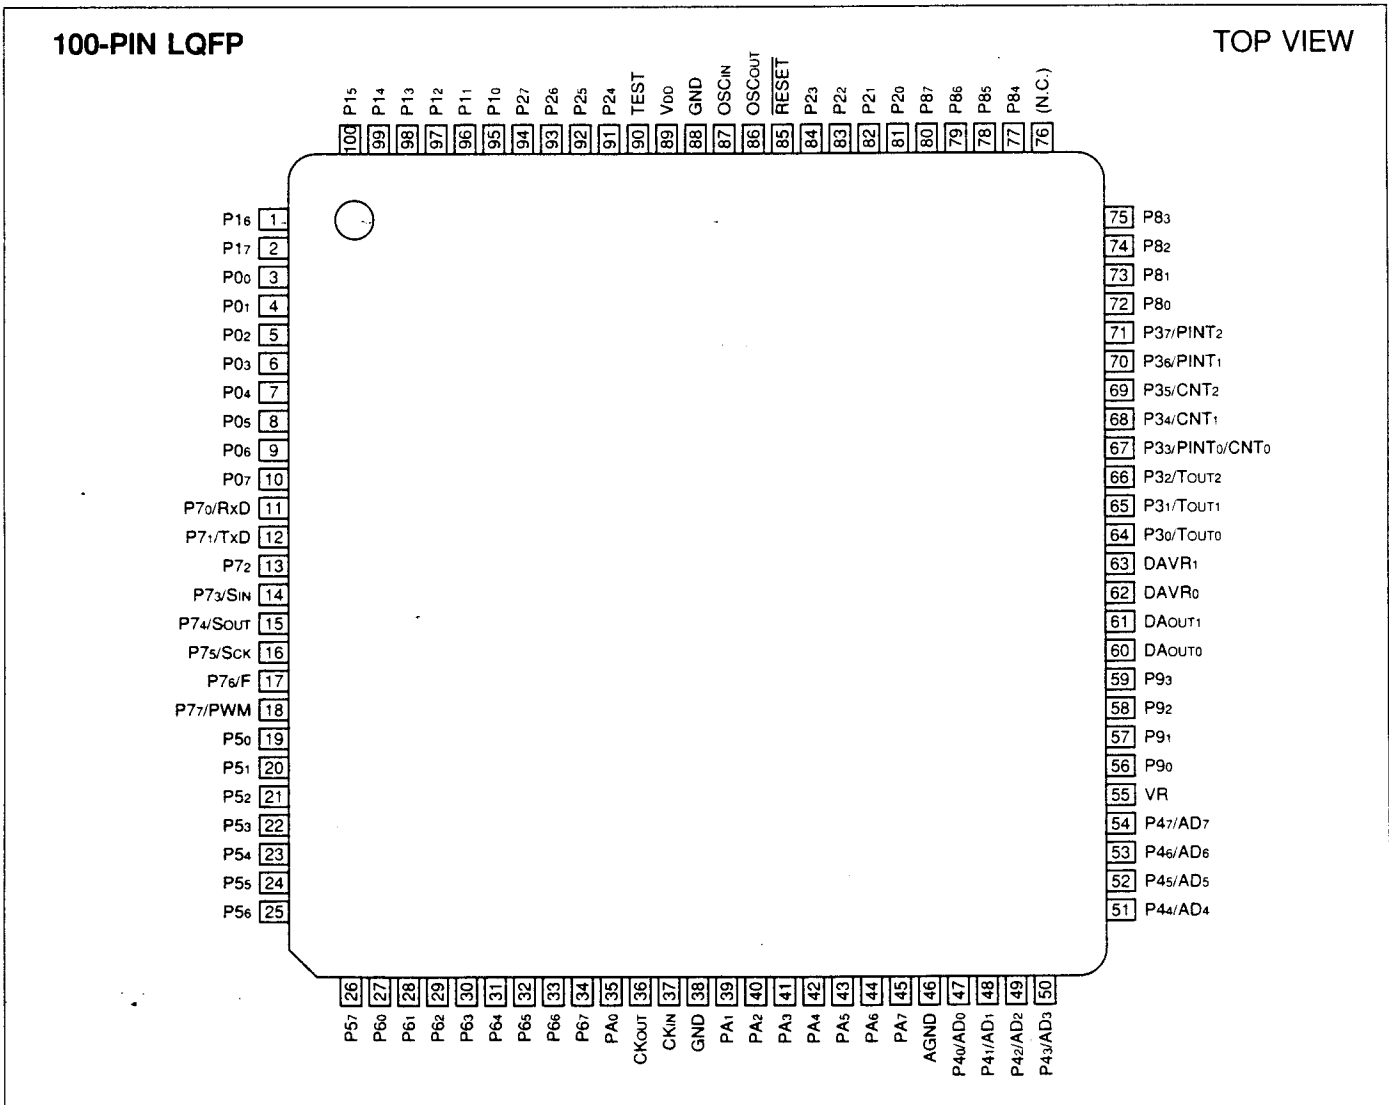 100-PIN LQFP
TOP VIEW
P15 P14 P13 P12 P11 P10 P27 P26 P25 P24 TEST VDD GND OSCIN OSCOUT RESET P23 P22 P21 P20 P87 P86 P85 P84 (N.C.)
100 99 98 97 96 95 94 93 92 91 90 89 88 87 86 85 84 83 82 81 80 79 78 77 76
P16 1
P17 2
P00 3
P01 4
P02 5
P03 6
P04 7
P05 8
P06 9
P07 10
P70/RxD 11
P71/TxD 12
P72 13
P73/SIN 14
P74/SOUT 15
P75/SCK 16
P76/F 17
P77/PWM 18
P50 19
P51 20
P52 21
P53 22
P54 23
P55 24
P56 25
75 P83
74 P82
73 P81
72 P80
71 P37/PINT2
70 P36/PINT1
69 P35/CNT2
68 P34/CNT1
67 P33/PINT0/CNT0
66 P32/TOUT2
65 P31/TOUT1
64 P30/TOUT0
63 DAVR1
62 DAVR0
61 DAOUT1
60 DAOUT0
59 P93
58 P92
57 P91
56 P90
55 VR
54 P47/AD7
53 P46/AD6
52 P45/AD5
51 P44/AD4
26 27 28 29 30 31 32 33 34 35 36 37 38 39 40 41 42 43 44 45 46 47 48 49 50
P57 P60 P61 P62 P63 P64 P65 P66 P67 PA0 CKOUT CKIN GND PA1 PA2 PA3 PA4 PA5 PA6 PA7 AGND P40/AD0 P41/AD1 P42/AD2 P43/AD3